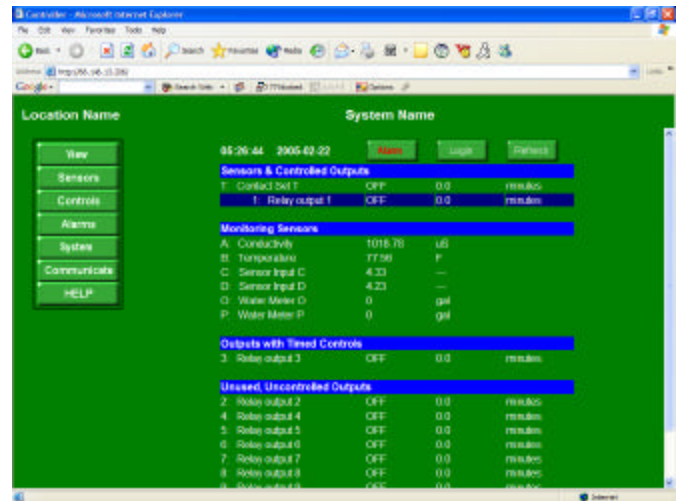 Controller - Microsoft Internet Explorer
File Edit View Favorites Tools Help
Search Favorites Media
Google
Options
Location Name
System Name
View
Sensors
Controls
Alarms
System
Communicate
HELP
05:26:44 2005-02-22 Alarm Login Refresh
Sensors & Controlled Outputs
T: Contact Set T OFF 0.0 minutes
1: Relay output 1 OFF 0.0 minutes
Monitoring Sensors
A: Conductivity 1018.78 uS
B: Temperature 77.98 F
C: Sensor Input C 4.33 ---
D: Sensor Input D 4.23 ---
O: Water Meter O 0 gal
P: Water Meter P 0 gal
Outputs with Timed Controls
3: Relay output 3 OFF 0.0 minutes
Unused, Uncontrolled Outputs
2: Relay output 2 OFF 0.0 minutes
4: Relay output 4 OFF 0.0 minutes
5: Relay output 5 OFF 0.0 minutes
6: Relay output 6 OFF 0.0 minutes
7: Relay output 7 OFF 0.0 minutes
8: Relay output 8 OFF 0.0 minutes
Internet